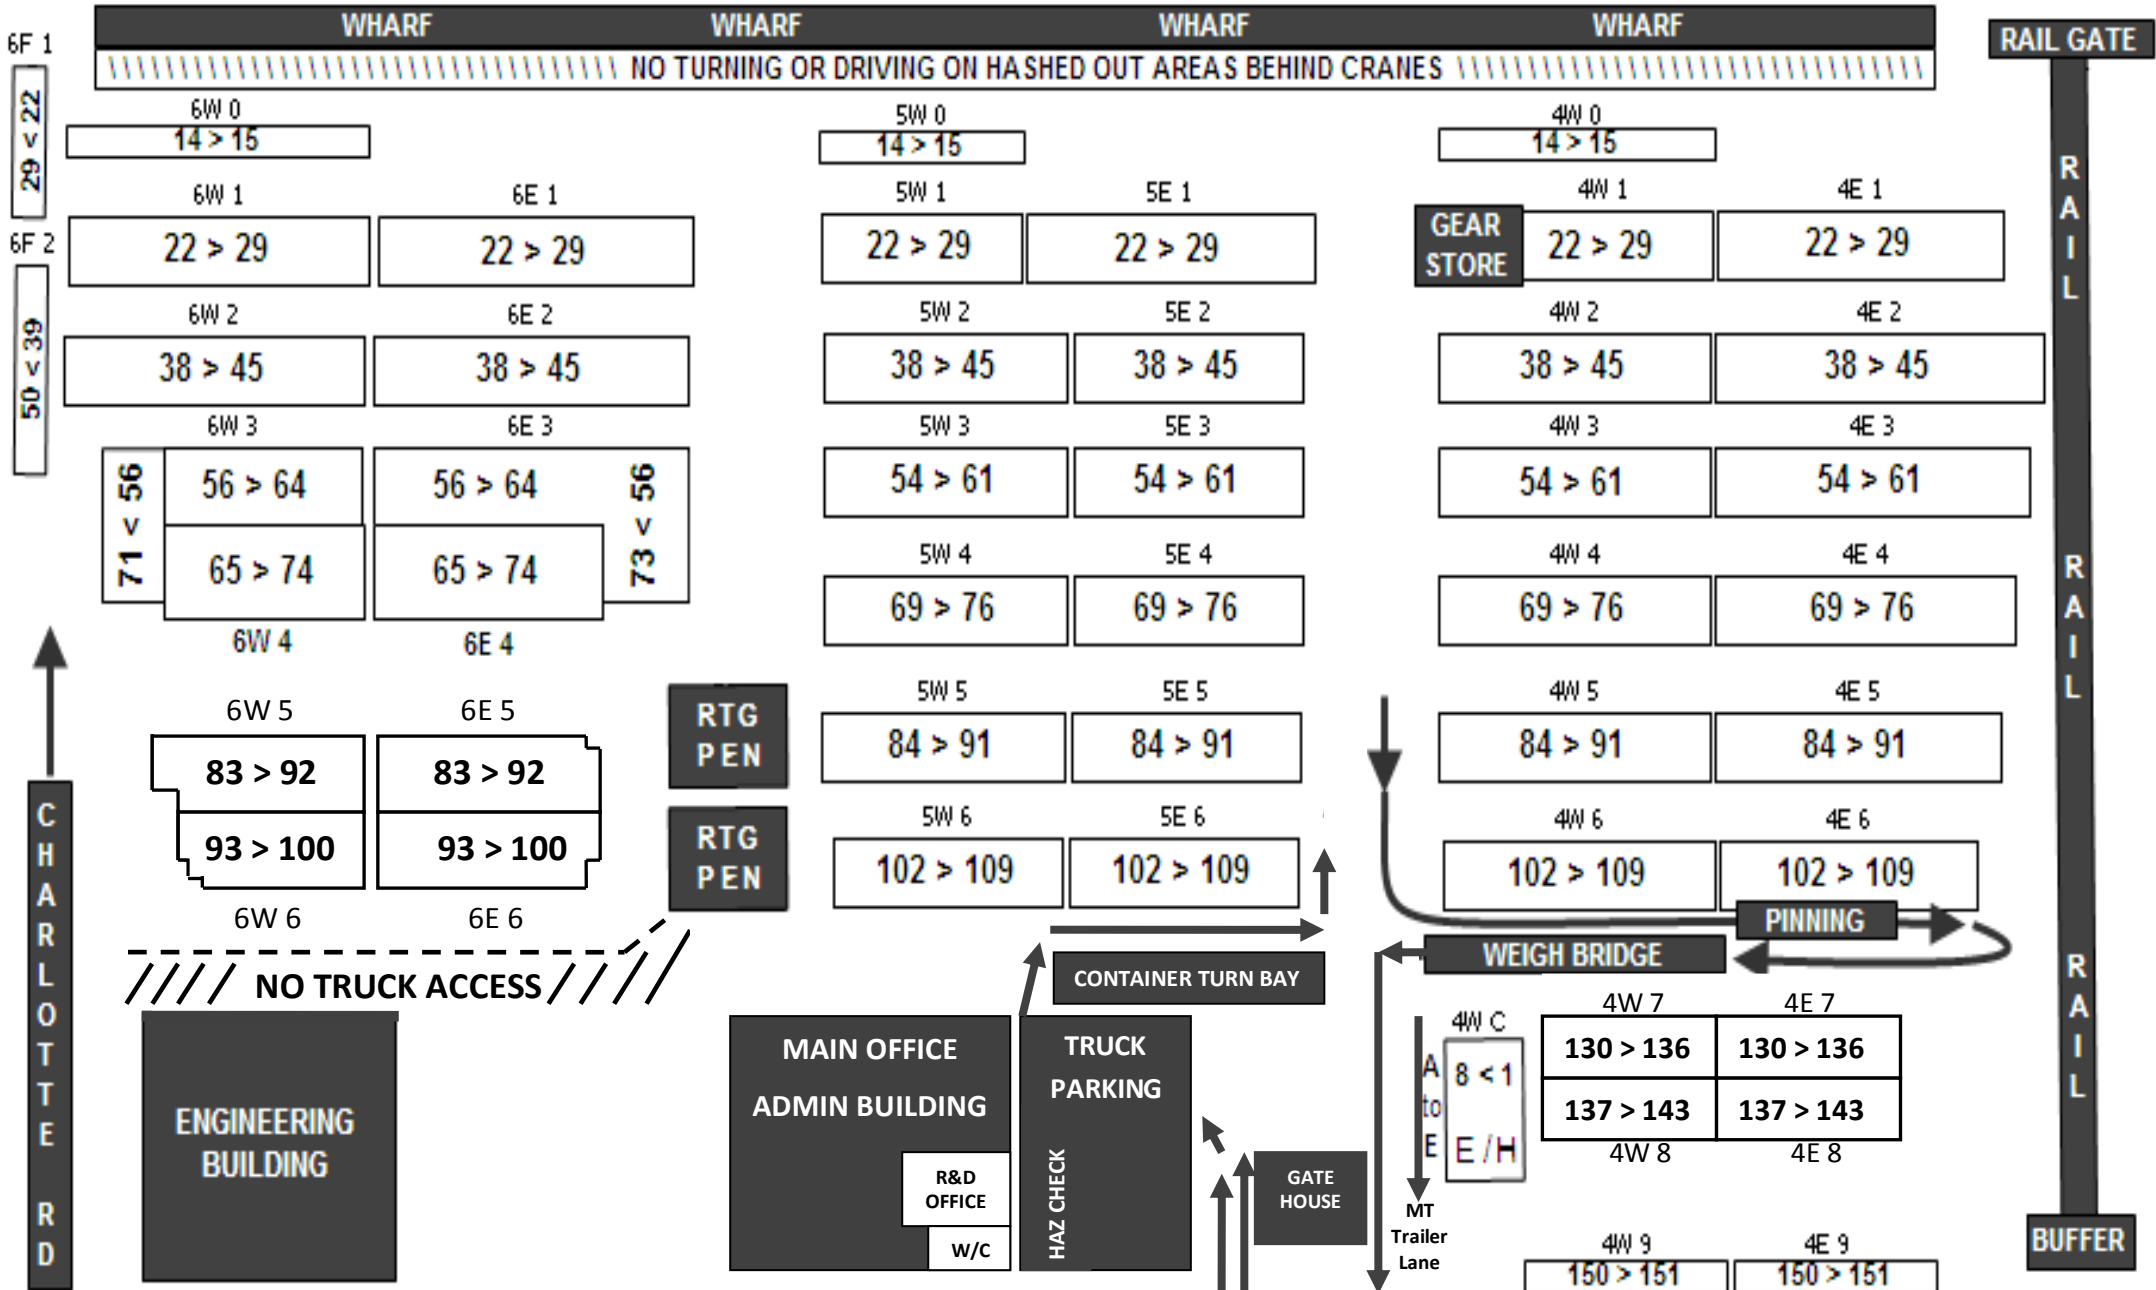 WHARF WHARF WHARF WHARF
RAIL GATE
NO TURNING OR DRIVING ON HASHED OUT AREAS BEHIND CRANES
6F 1
29 < 22
6F 2
50 < 39
6W 0 5W 0 4W 0
14 > 15 14 > 15 14 > 15
6W 1 6E 1 5W 1 5E 1 4W 1 4E 1
GEAR
STORE
22 > 29 22 > 29 22 > 29 22 > 29 22 > 29 22 > 29
6W 2 6E 2 5W 2 5E 2 4W 2 4E 2
38 > 45 38 > 45 38 > 45 38 > 45 38 > 45 38 > 45
6W 3 6E 3 5W 3 5E 3 4W 3 4E 3
71 < 56
56 > 64 56 > 64
73 < 56
54 > 61 54 > 61 54 > 61 54 > 61
65 > 74 65 > 74
6W 4 6E 4
5W 4 5E 4 4W 4 4E 4
69 > 76 69 > 76 69 > 76 69 > 76
6W 5 6E 5
83 > 92 83 > 92
93 > 100 93 > 100
6W 6 6E 6
RTG
PEN
RTG
PEN
5W 5 5E 5 4W 5 4E 5
84 > 91 84 > 91 84 > 91 84 > 91
5W 6 5E 6 4W 6 4E 6
102 > 109 102 > 109 102 > 109 102 > 109
PINNING
WEIGH BRIDGE
CONTAINER TURN BAY
NO TRUCK ACCESS
CHARLOTTE RD
ENGINEERING
BUILDING
MAIN OFFICE
ADMIN BUILDING
R&D
OFFICE
W/C
TRUCK
PARKING
HAZ CHECK
GATE
HOUSE
MT
Trailer
Lane
A
to
E
4W C
8 < 1
E / H
4W 7 4E 7
130 > 136 130 > 136
137 > 143 137 > 143
4W 8 4E 8
4W 9 4E 9
150 > 151 150 > 151
RAIL
RAIL
RAIL
BUFFER